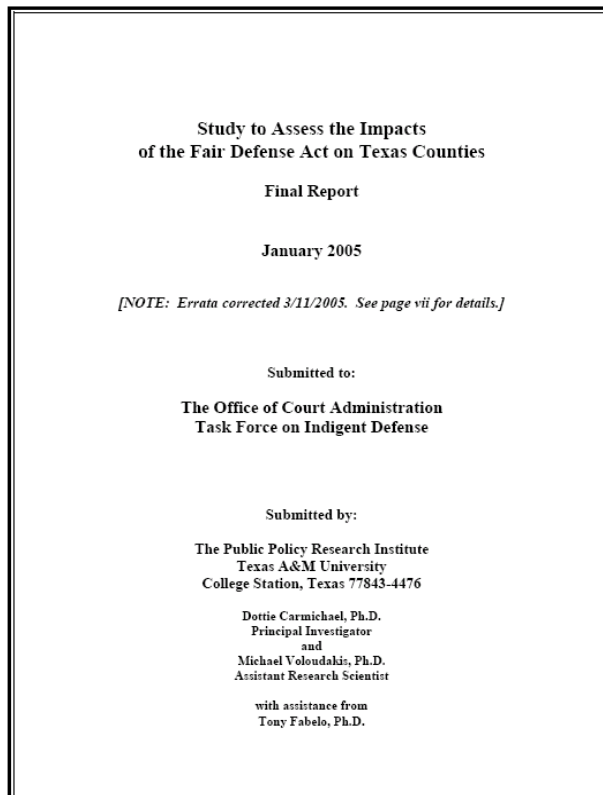 Study to Assess the Impacts
of the Fair Defense Act on Texas Counties
Final Report
January 2005
[NOTE: Errata corrected 3/11/2005. See page vii for details.]
Submitted to:
The Office of Court Administration
Task Force on Indigent Defense
Submitted by:
The Public Policy Research Institute
Texas A&M University
College Station, Texas 77843-4476
Dottie Carmichael, Ph.D.
Principal Investigator
and
Michael Voloudakis, Ph.D.
Assistant Research Scientist
with assistance from
Tony Fabelo, Ph.D.